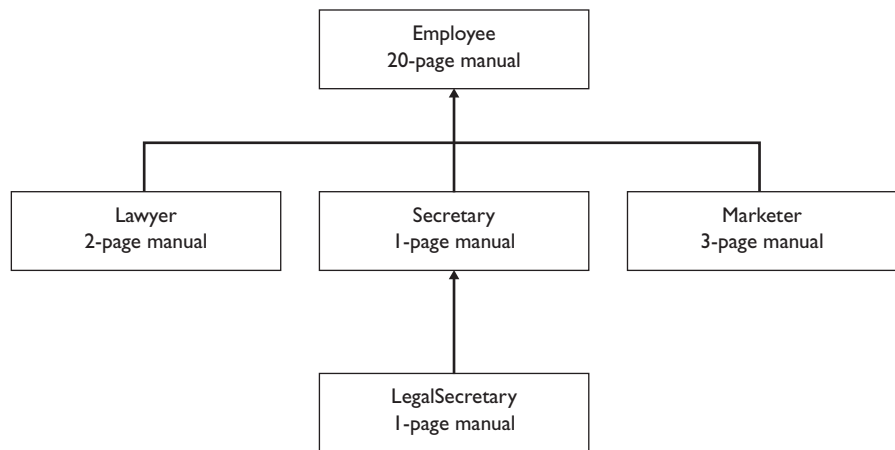 Employee
20-page manual
Lawyer
2-page manual
Secretary
1-page manual
Marketer
3-page manual
LegalSecretary
1-page manual